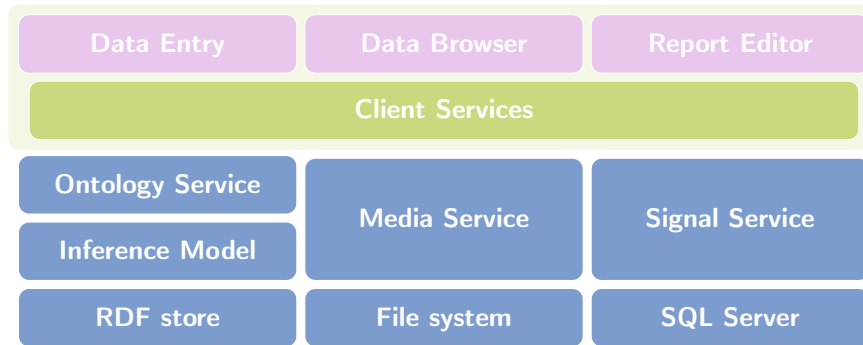 Data Entry
Data Browser
Report Editor
Client Services
Ontology Service
Media Service
Signal Service
Inference Model
RDF store
File system
SQL Server